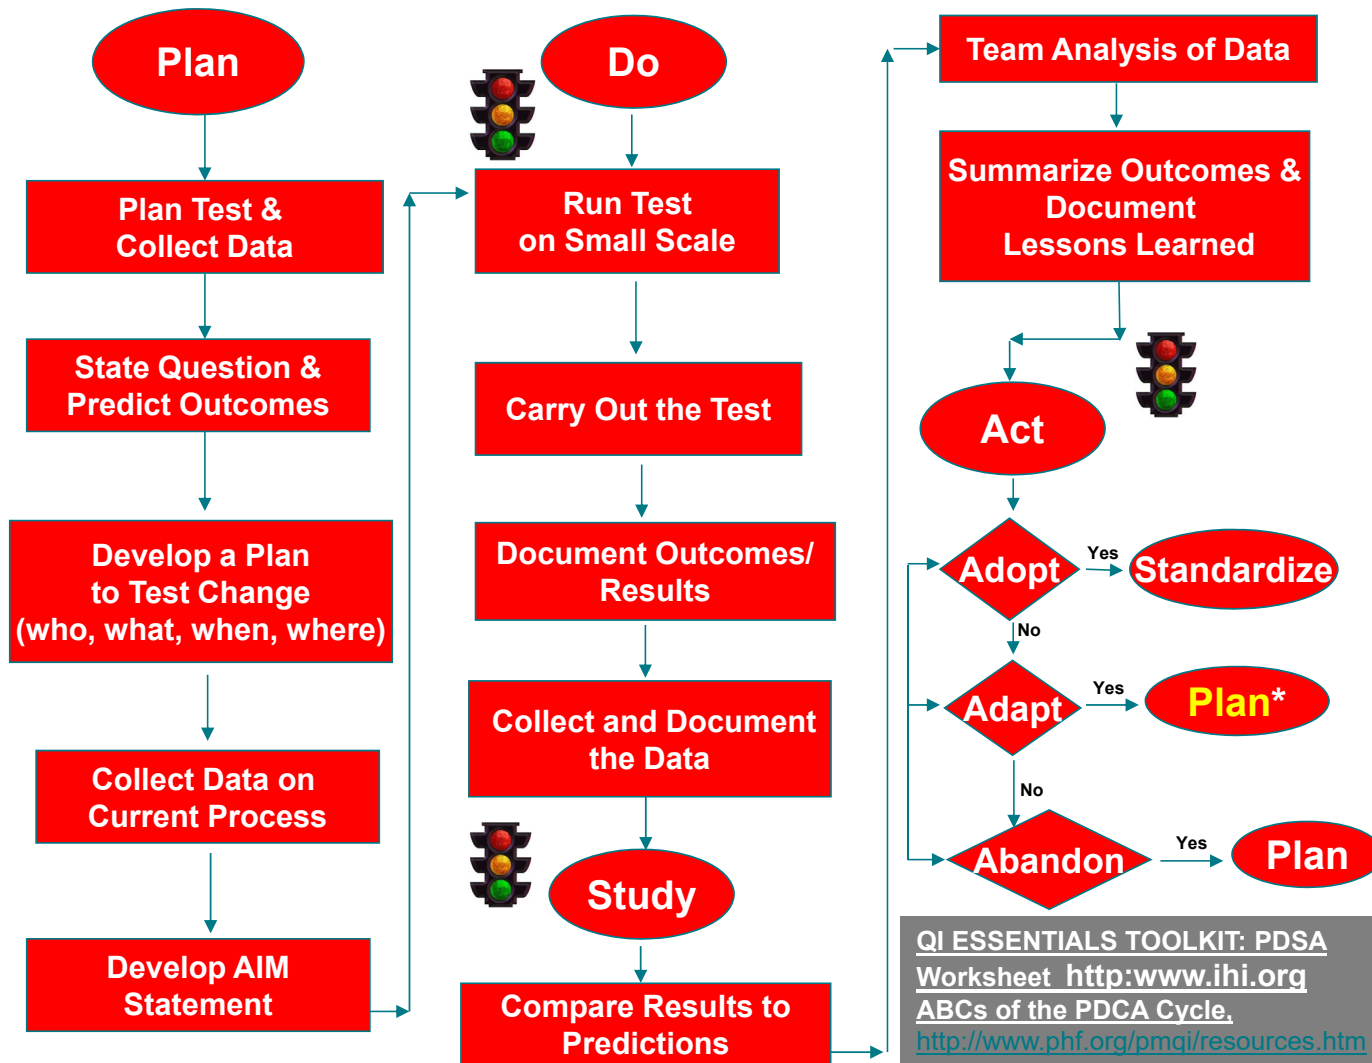 Plan
Plan Test &
Collect Data
State Question &
Predict Outcomes
Develop a Plan
to Test Change
(who, what, when, where)
Collect Data on
Current Process
Develop AIM
Statement
Do
Run Test
on Small Scale
Carry Out the Test
Document Outcomes/
Results
Collect and Document
the Data
Study
Compare Results to
Predictions
Team Analysis of Data
Summarize Outcomes &
Document
Lessons Learned
Act
Adopt
Yes
Standardize
No
Adapt
Yes
Plan*
No
Abandon
Yes
Plan
QI ESSENTIALS TOOLKIT: PDSA
Worksheet http:www.ihi.org
ABCs of the PDCA Cycle,
http://www.phf.org/pmqi/resources.htm